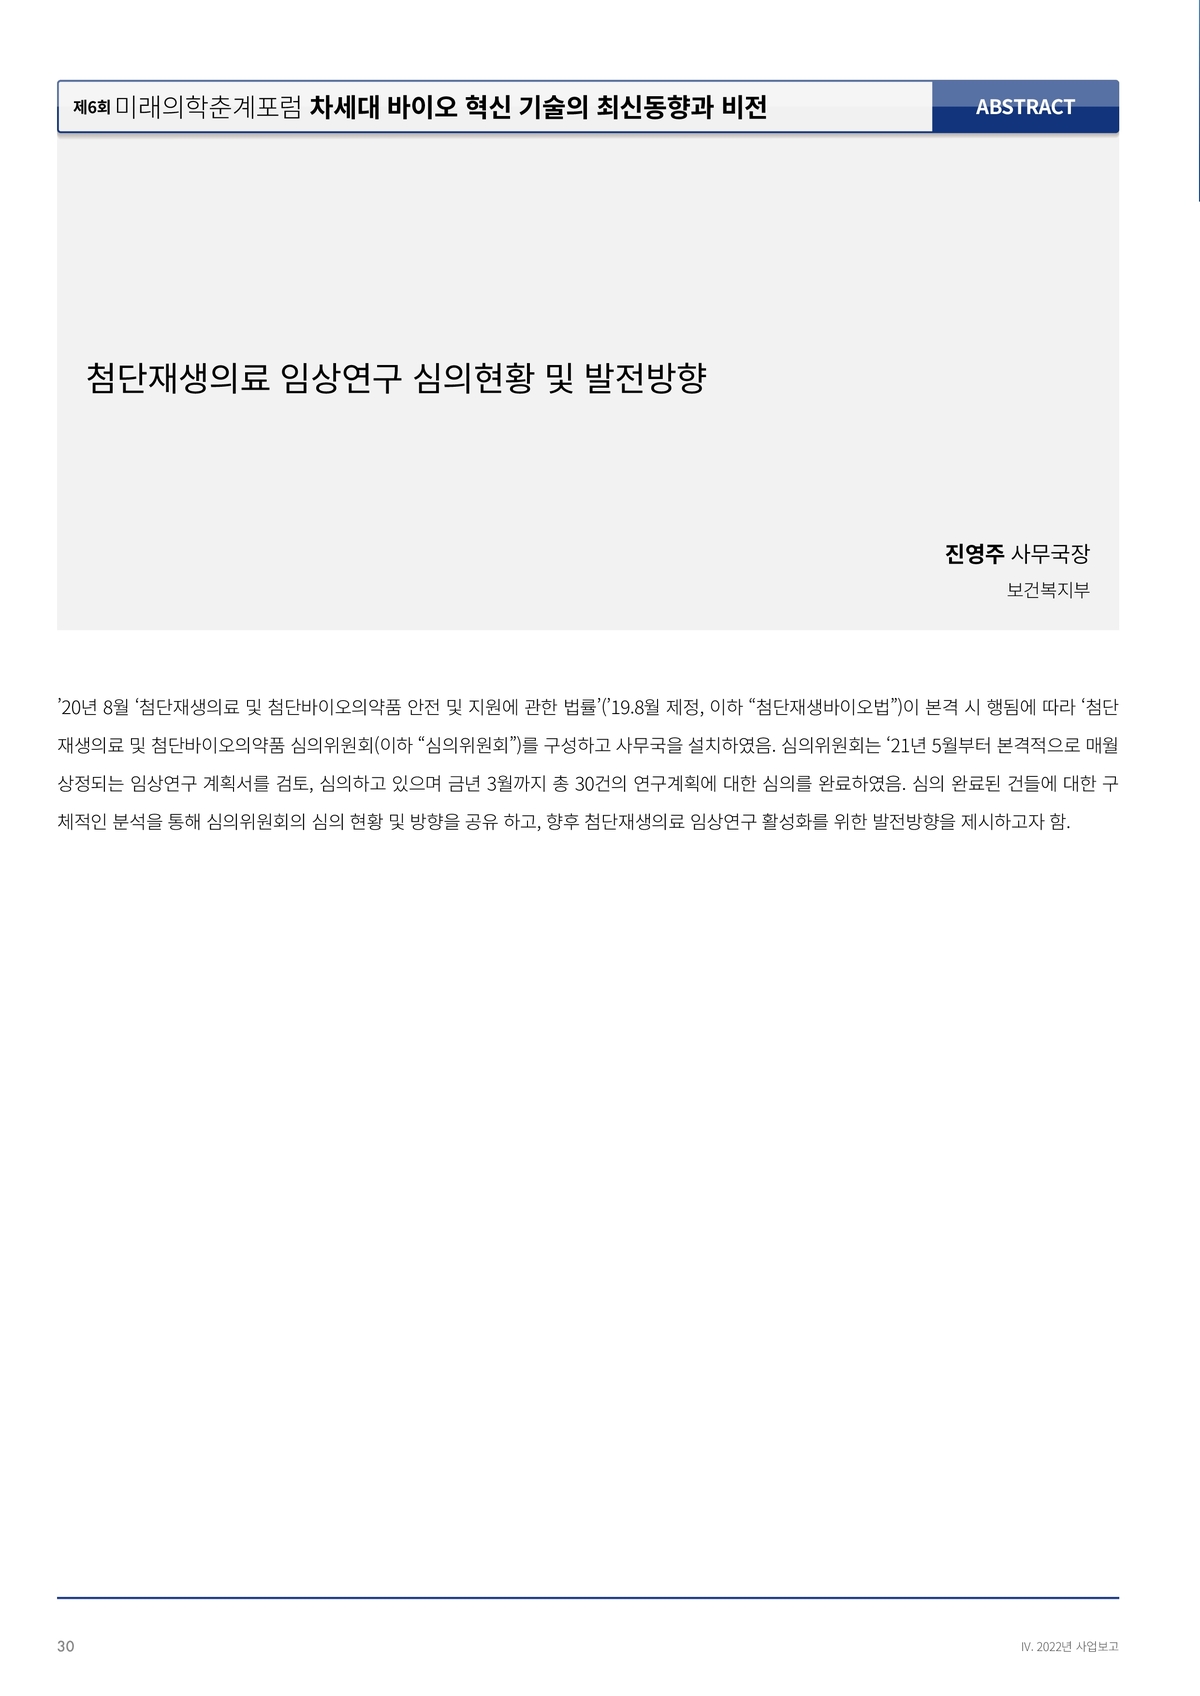 제6회 미래의학춘계포럼 차세대 바이오 혁신 기술의 최신동향과 비전
ABSTRACT
첨단재생의료 임상연구 심의현황 및 발전방향
진영주 사무국장
보건복지부
’20년 8월 ‘첨단재생의료 및 첨단바이오의약품 안전 및 지원에 관한 법률’(’19.8월 제정, 이하 “첨단재생바이오법”)이 본격 시 행됨에 따라 ‘첨단
재생의료 및 첨단바이오의약품 심의위원회(이하 “심의위원회”)를 구성하고 사무국을 설치하였음. 심의위원회는 ‘21년 5월부터 본격적으로 매월
상정되는 임상연구 계획서를 검토, 심의하고 있으며 금년 3월까지 총 30건의 연구계획에 대한 심의를 완료하였음. 심의 완료된 건들에 대한 구
체적인 분석을 통해 심의위원회의 심의 현황 및 방향을 공유 하고, 향후 첨단재생의료 임상연구 활성화를 위한 발전방향을 제시하고자 함.
30
Ⅳ. 2022년 사업보고